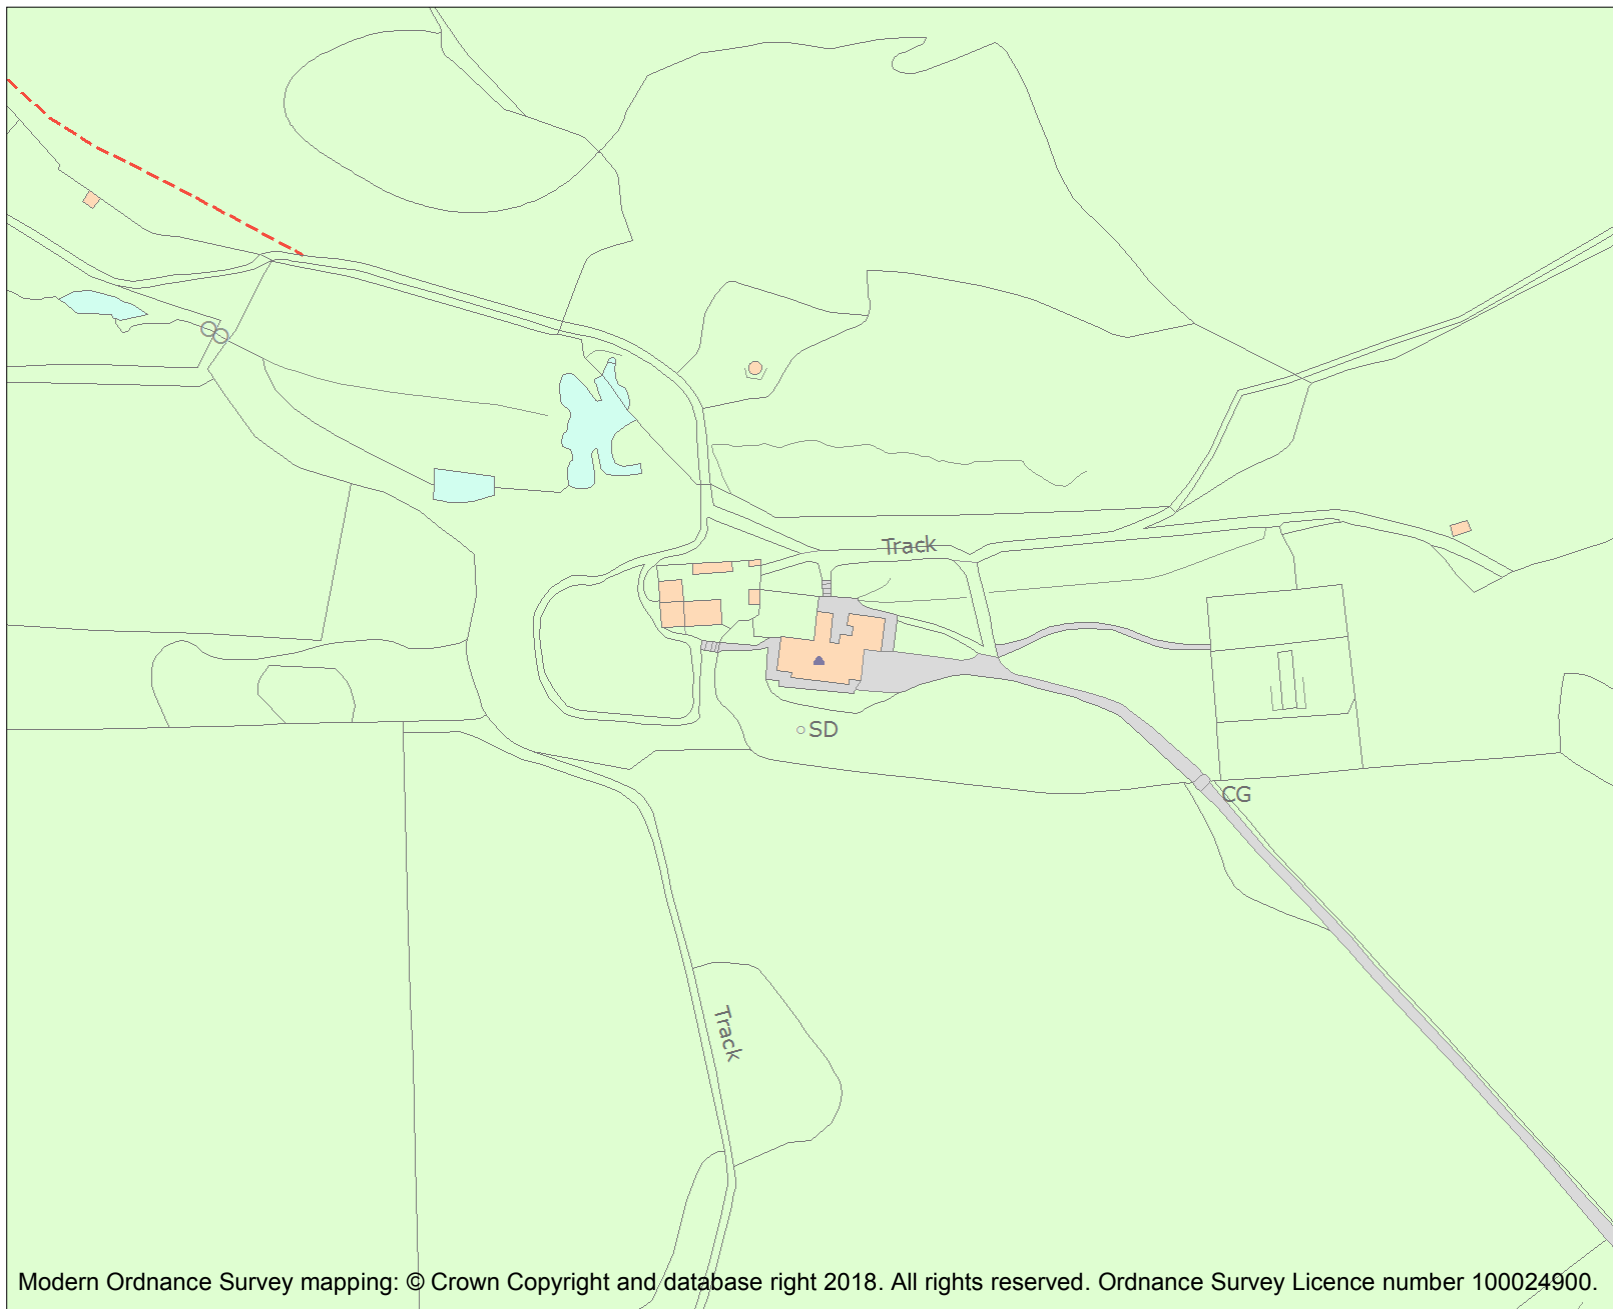 Track
SD
CG
Track
Modern Ordnance Survey mapping: © Crown Copyright and database right 2018. All rights reserved. Ordnance Survey Licence number 100024900.